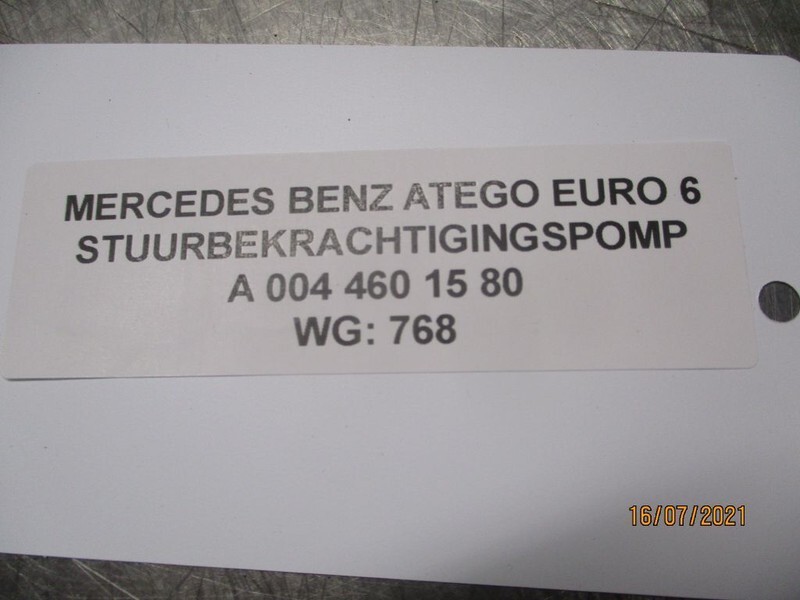 MERCEDES BENZ ATEGO EURO 6
STUURBEKRACHTIGINGSPOMP
A 004 460 15 80
WG: 768
16/07/2021